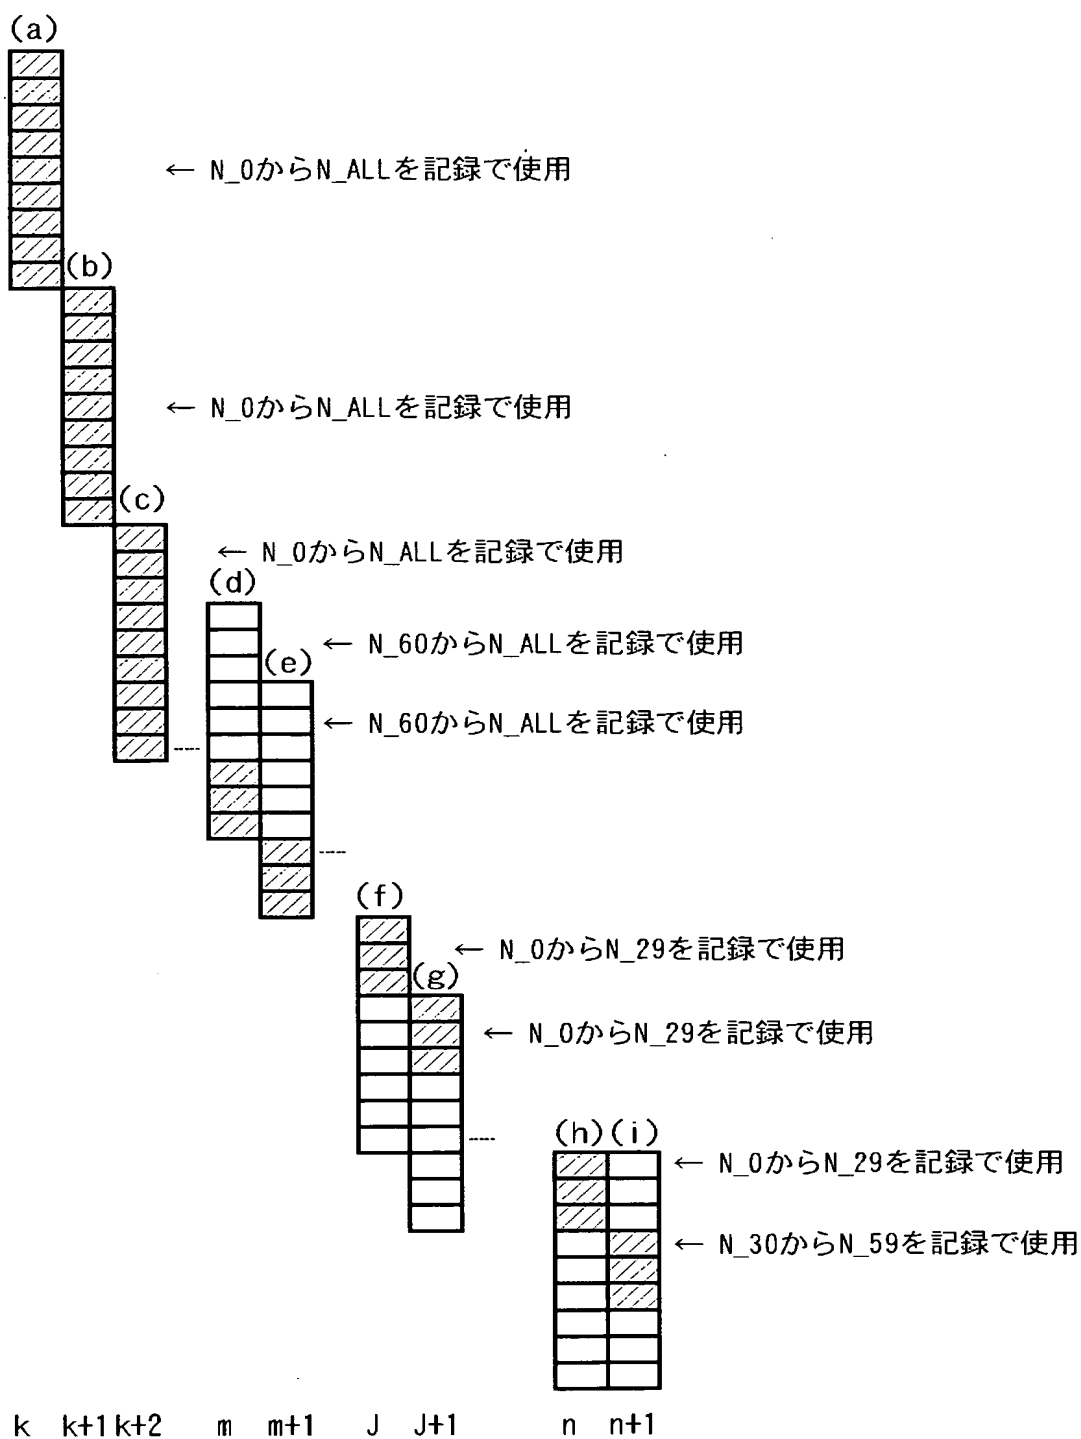 (a)
← N_0からN_ALLを記録で使用
(b)
← N_0からN_ALLを記録で使用
(c)
← N_0からN_ALLを記録で使用
(d)
← N_60からN_ALLを記録で使用
(e)
← N_60からN_ALLを記録で使用
(f)
← N_0からN_29を記録で使用
(g)
← N_0からN_29を記録で使用
(h) (i)
← N_0からN_29を記録で使用
← N_30からN_59を記録で使用
k k+1 k+2 m m+1 J J+1 n n+1